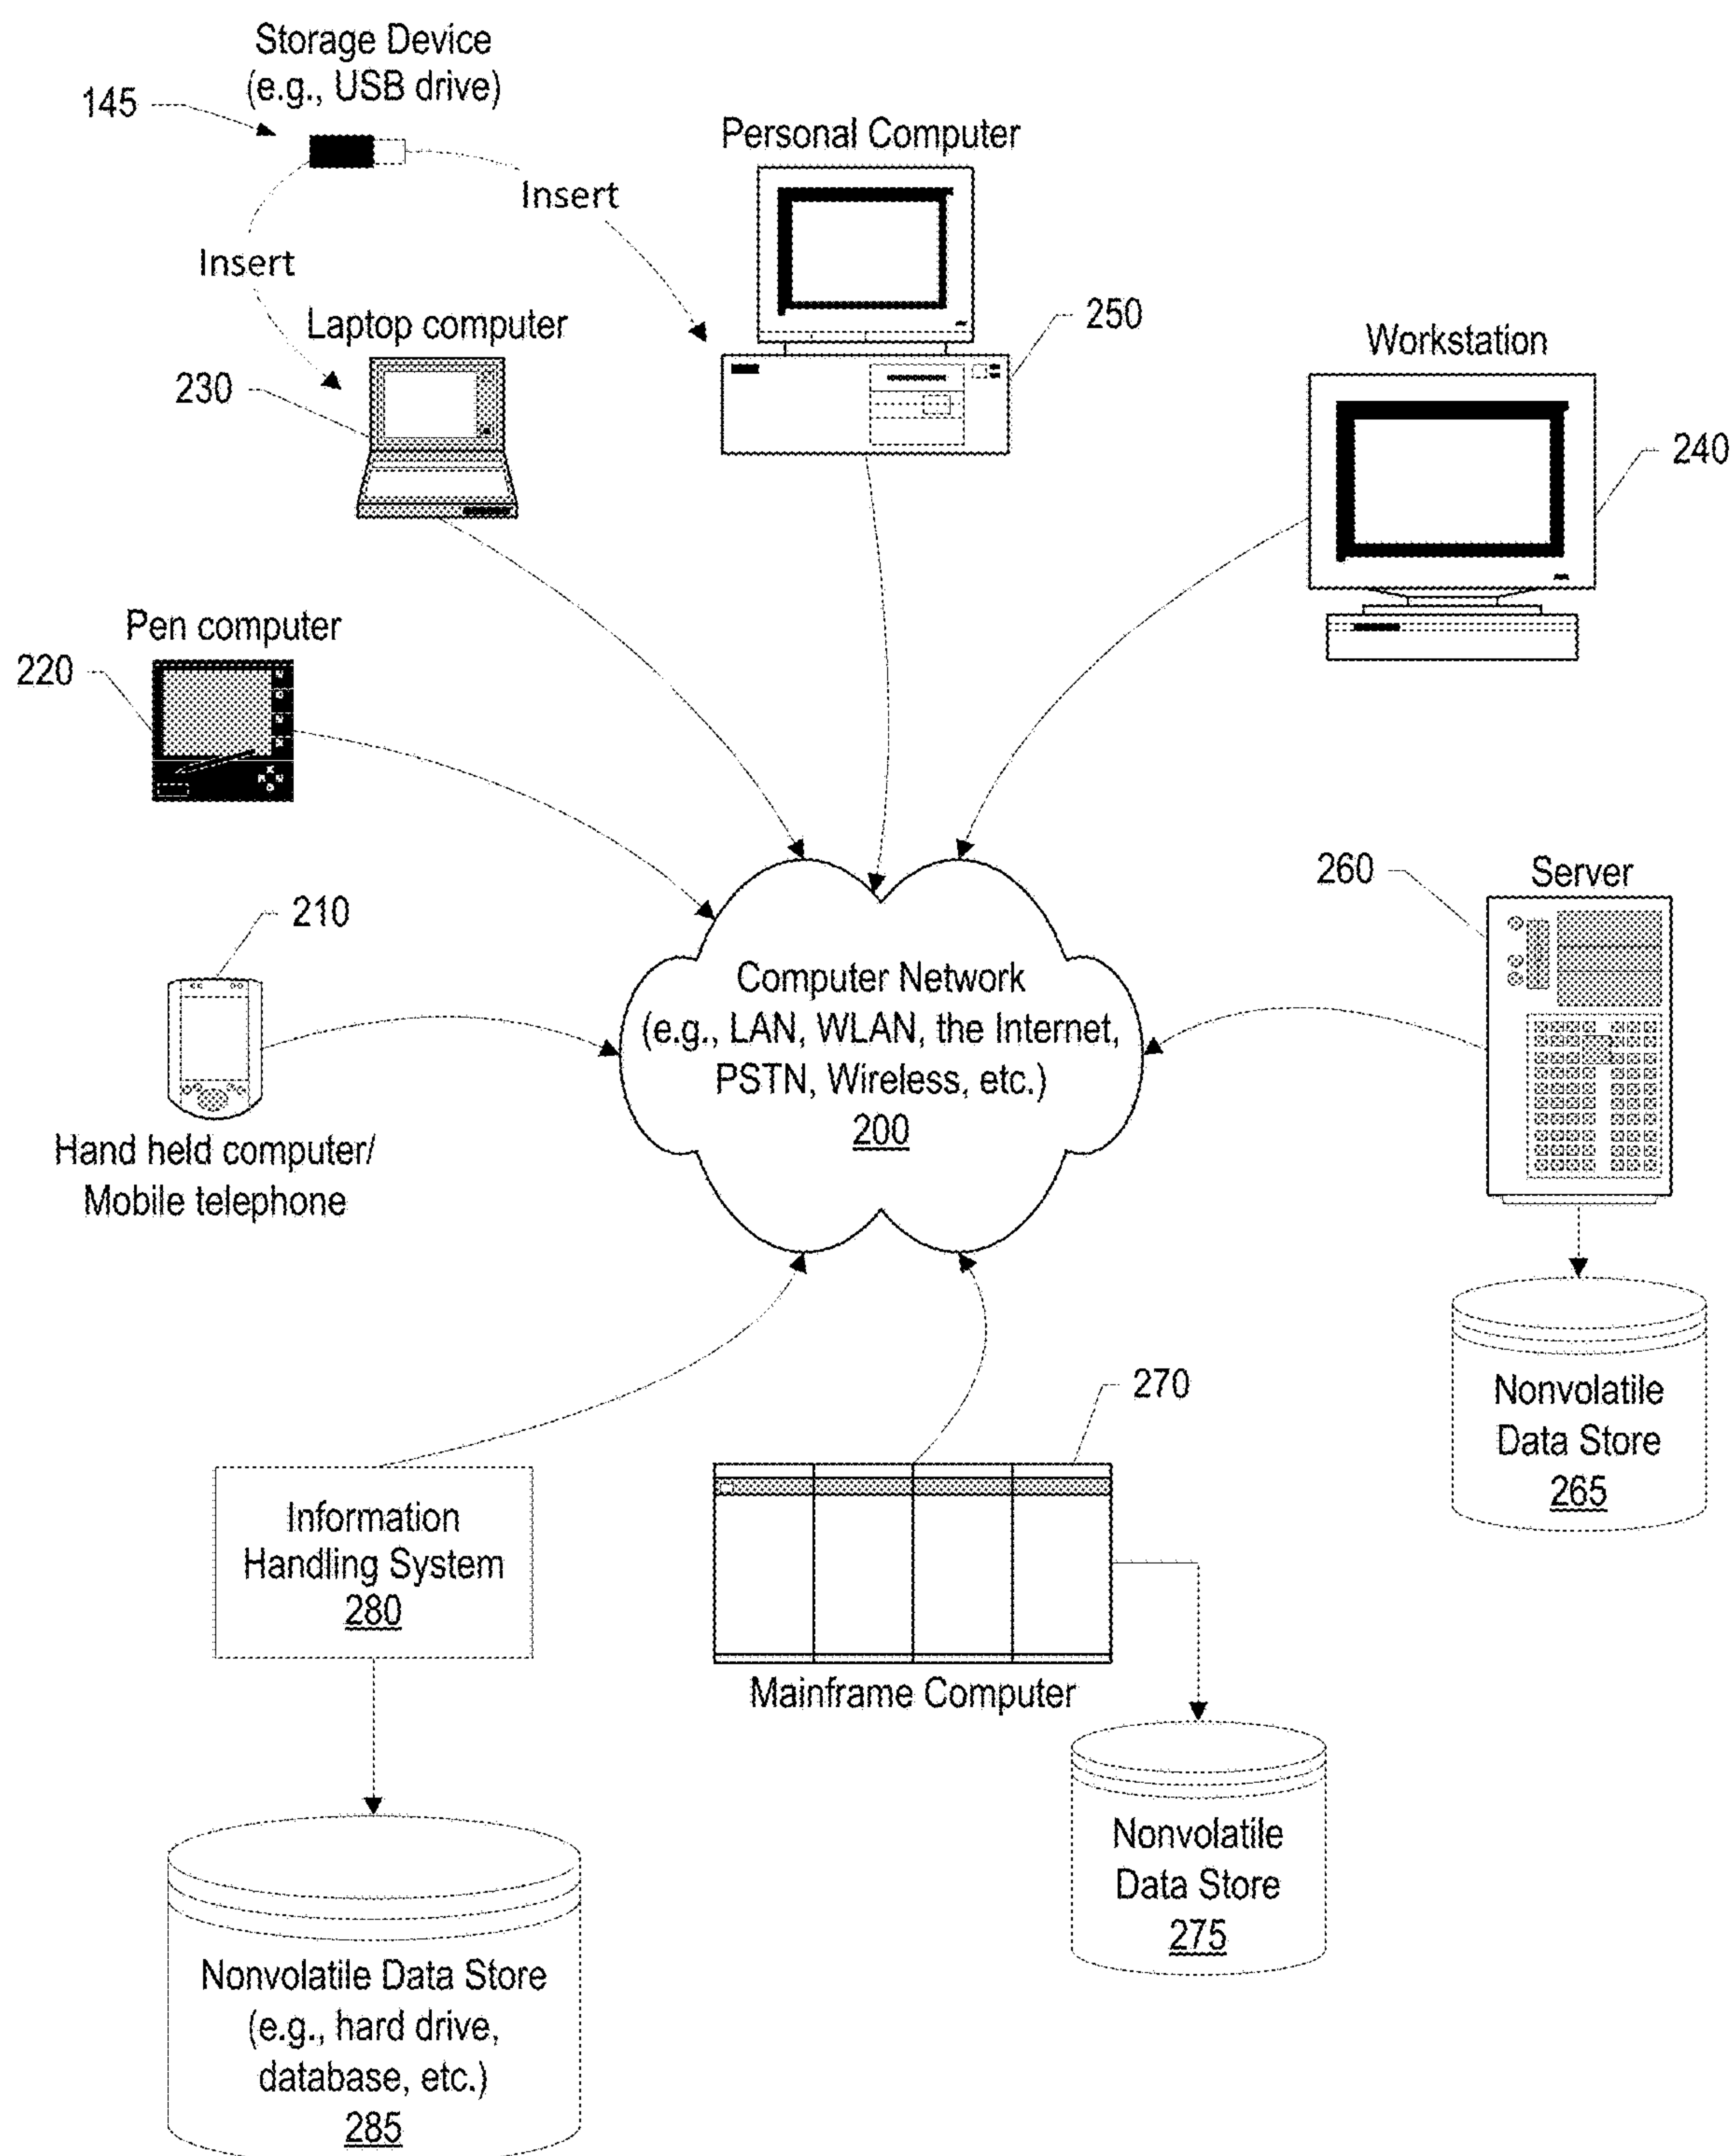 Storage Device
(e.g., USB drive)
145
Insert
Insert
Personal Computer
250
Laptop computer
230
Workstation
240
Pen computer
220
210
Hand held computer/
Mobile telephone
Computer Network
(e.g., LAN, WLAN, the Internet,
PSTN, Wireless, etc.)
200
260
Server
Nonvolatile
Data Store
265
270
Mainframe Computer
Information
Handling System
280
Nonvolatile
Data Store
275
Nonvolatile Data Store
(e.g., hard drive,
database, etc.)
285